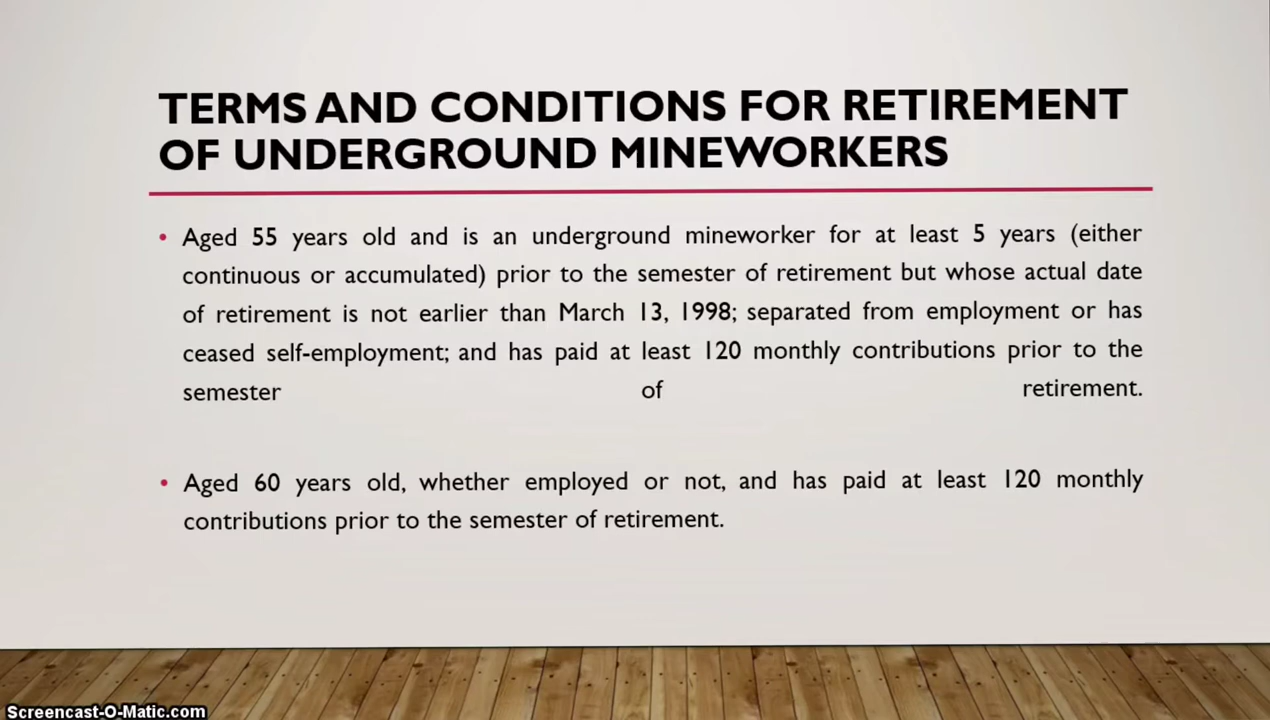 TERMS AND CONDITIONS FOR RETIREMENT
OF UNDERGROUND MINEWORKERS
• Aged 55 years old and is an underground mineworker for at least 5 years (either
continuous or accumulated) prior to the semester of retirement but whose actual date
of retirement is not earlier than March 13, 1998; separated from employment or has
ceased self-employment; and has paid at least 120 monthly contributions prior to the
semester of retirement.
• Aged 60 years old, whether employed or not, and has paid at least 120 monthly
contributions prior to the semester of retirement.
Screencast-O-Matic.com